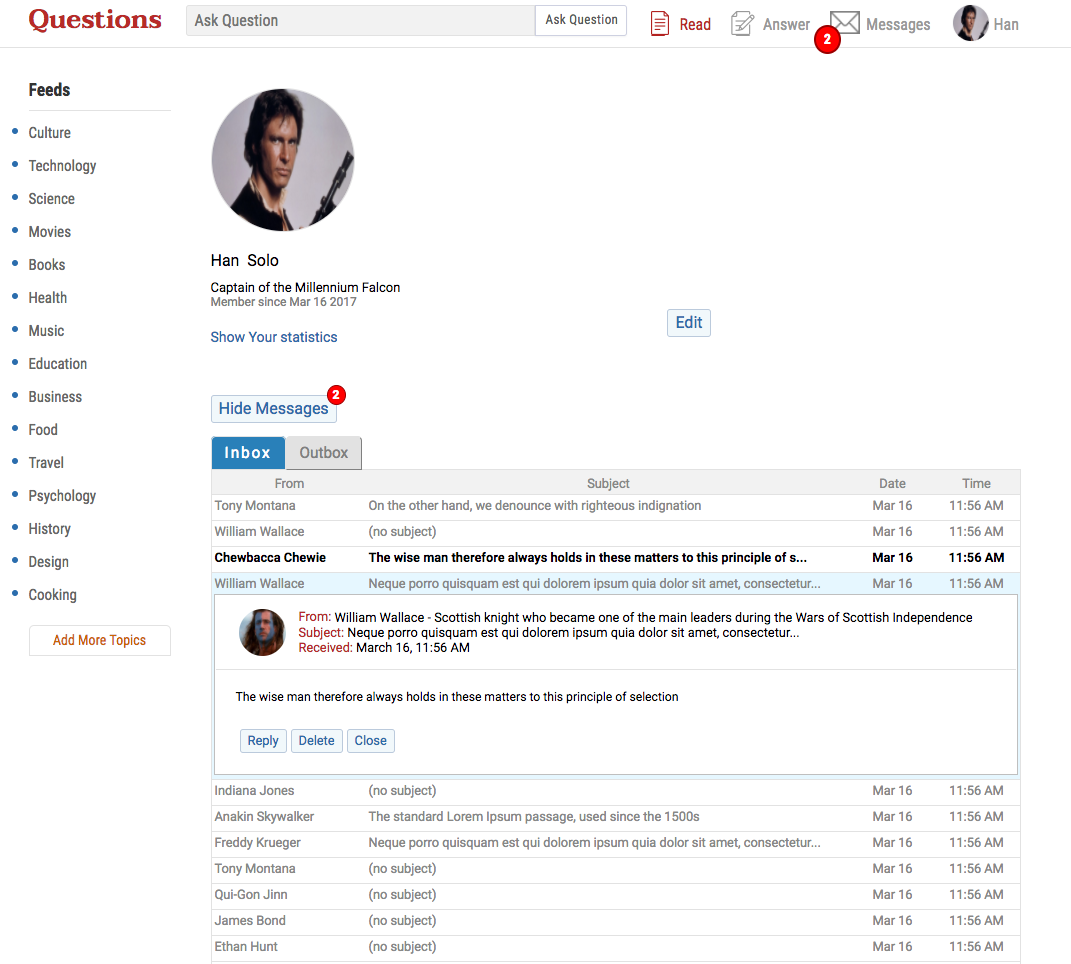 Questions
Ask Question
Ask Question
Read
Answer
2
Messages
Han
Feeds
Culture
Technology
Science
Movies
Books
Health
Music
Education
Business
Food
Travel
Psychology
History
Design
Cooking
Add More Topics
Han Solo
Captain of the Millennium Falcon
Member since Mar 16 2017
Show Your statistics
Edit
Hide Messages
2
Inbox
Outbox
From Subject Date Time
Tony Montana On the other hand, we denounce with righteous indignation Mar 16 11:56 AM
William Wallace (no subject) Mar 16 11:56 AM
Chewbacca Chewie The wise man therefore always holds in these matters to this principle of s... Mar 16 11:56 AM
William Wallace Neque porro quisquam est qui dolorem ipsum quia dolor sit amet, consectetur... Mar 16 11:56 AM
From: William Wallace - Scottish knight who became one of the main leaders during the Wars of Scottish Independence
Subject: Neque porro quisquam est qui dolorem ipsum quia dolor sit amet, consectetur...
Received: March 16, 11:56 AM
The wise man therefore always holds in these matters to this principle of selection
Reply Delete Close
Indiana Jones (no subject) Mar 16 11:56 AM
Anakin Skywalker The standard Lorem Ipsum passage, used since the 1500s Mar 16 11:56 AM
Freddy Krueger Neque porro quisquam est qui dolorem ipsum quia dolor sit amet, consectetur... Mar 16 11:56 AM
Tony Montana (no subject) Mar 16 11:56 AM
Qui-Gon Jinn (no subject) Mar 16 11:56 AM
James Bond (no subject) Mar 16 11:56 AM
Ethan Hunt (no subject) Mar 16 11:56 AM